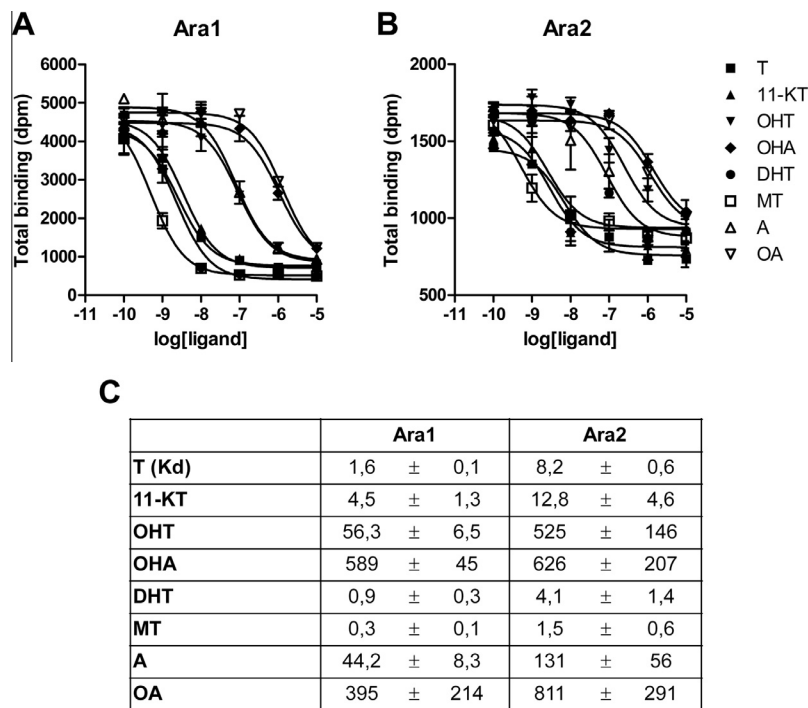 A
Ara1
Total binding (dpm)
6000
5000
4000
3000
2000
1000
0
-11 -10 -9 -8 -7 -6 -5
log[ligand]
B
Ara2
Total binding (dpm)
2000
1500
1000
500
-11 -10 -9 -8 -7 -6 -5
log[ligand]
T
11-KT
OHT
OHA
DHT
MT
A
OA
C
Ara1 Ara2
T (Kd) 1,6 ± 0,1 8,2 ± 0,6
11-KT 4,5 ± 1,3 12,8 ± 4,6
OHT 56,3 ± 6,5 525 ± 146
OHA 589 ± 45 626 ± 207
DHT 0,9 ± 0,3 4,1 ± 1,4
MT 0,3 ± 0,1 1,5 ± 0,6
A 44,2 ± 8,3 131 ± 56
OA 395 ± 214 811 ± 291